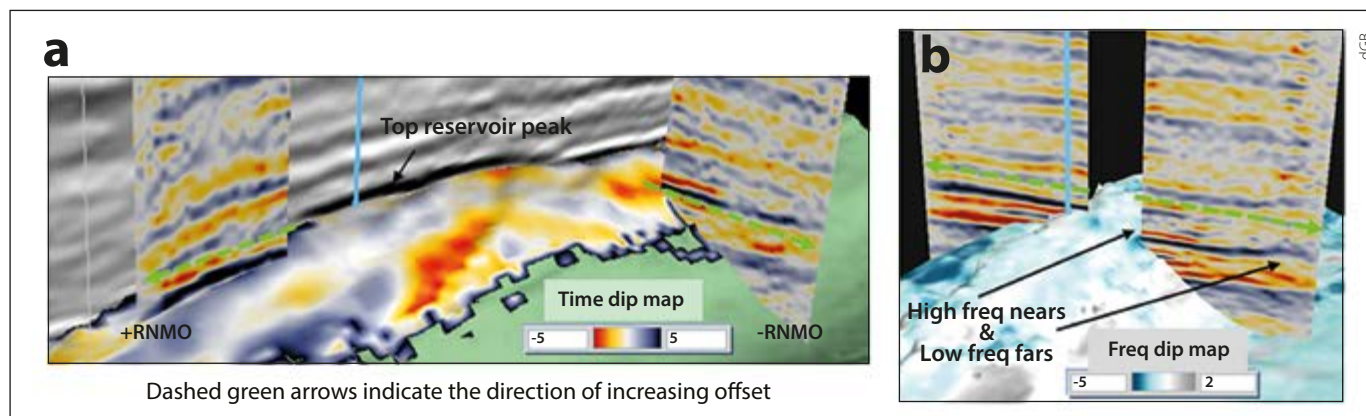 a
Top reservoir peak
+RNMO
Time dip map
-5
5
-RNMO
Dashed green arrows indicate the direction of increasing offset
b
dGB
High freq nears
&
Low freq fars
Freq dip map
-5
2